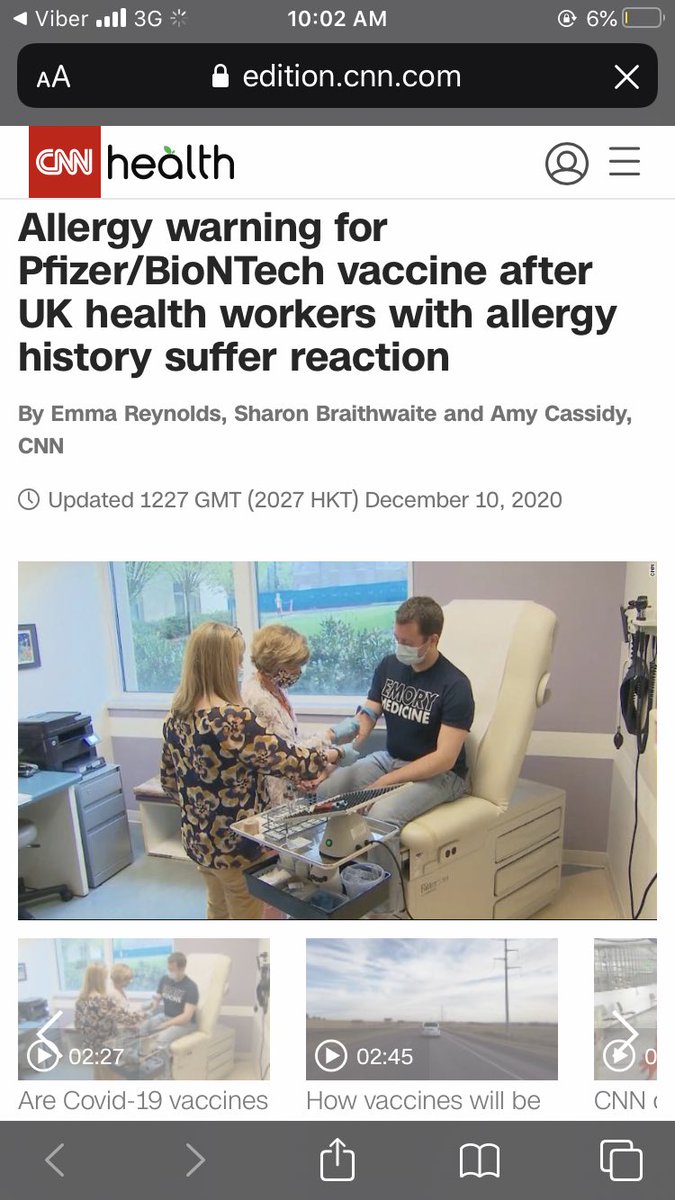 Viber 3G 10:02 AM 6%
AA edition.cnn.com
CNN health
Allergy warning for
Pfizer/BioNTech vaccine after
UK health workers with allergy
history suffer reaction
By Emma Reynolds, Sharon Braithwaite and Amy Cassidy,
CNN
Updated 1227 GMT (2027 HKT) December 10, 2020
CNN
EMORY
MEDICINE
02:27
02:45
0
Are Covid-19 vaccines
How vaccines will be
CNN